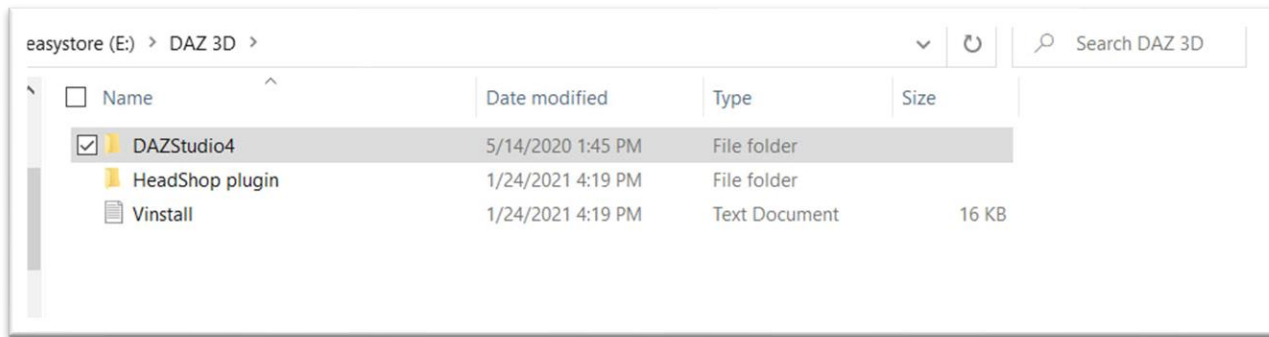 easystore (E:) > DAZ 3D > Search DAZ 3D
Name Date modified Type Size
DAZStudio4 5/14/2020 1:45 PM File folder
HeadShop plugin 1/24/2021 4:19 PM File folder
Vinstall 1/24/2021 4:19 PM Text Document 16 KB